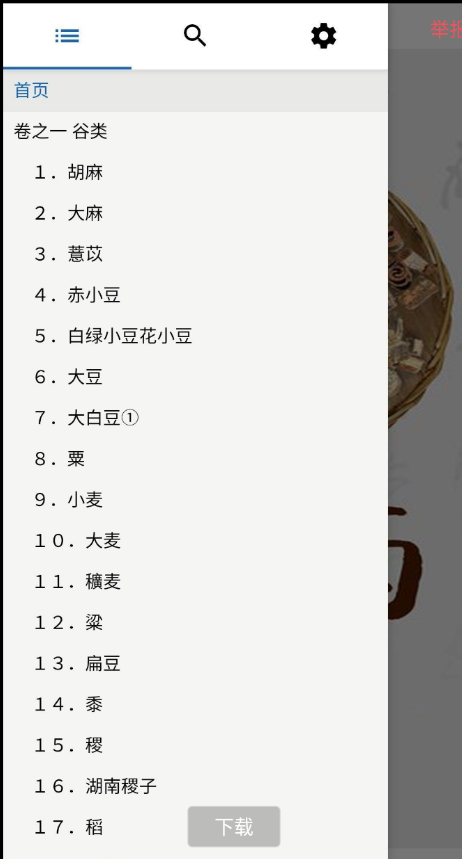 举报
首页
卷之一 谷类
１．胡麻
２．大麻
３．薏苡
４．赤小豆
５．白绿小豆花小豆
６．大豆
７．大白豆①
８．粟
９．小麦
１０．大麦
１１．穬麦
１２．粱
１３．扁豆
１４．黍
１５．稷
１６．湖南稷子
１７．稻
下载